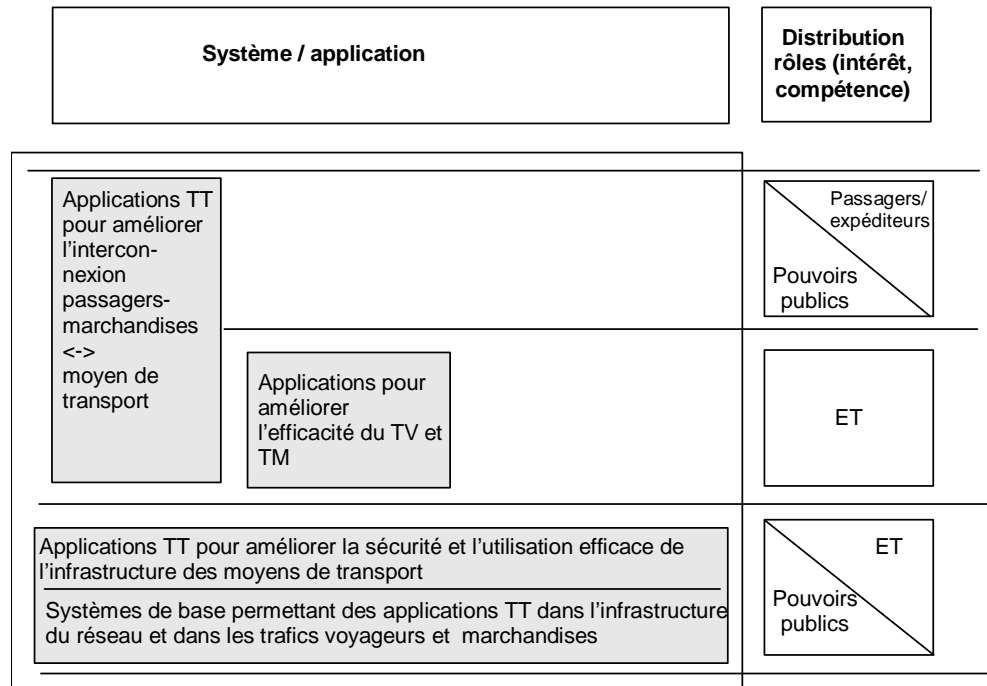 Système / application
Distribution
rôles (intérêt,
compétence)
Applications TT
pour améliorer
l'intercon-
nexion
passagers-
marchandises
<->
moyen de
transport
Passagers/
expéditeurs
Pouvoirs
publics
Applications pour
améliorer
l'efficacité du TV et
TM
ET
Applications TT pour améliorer la sécurité et l'utilisation efficace de
l'infrastructure des moyens de transport
Systèmes de base permettant des applications TT dans l'infrastructure
du réseau et dans les trafics voyageurs et marchandises
ET
Pouvoirs
publics